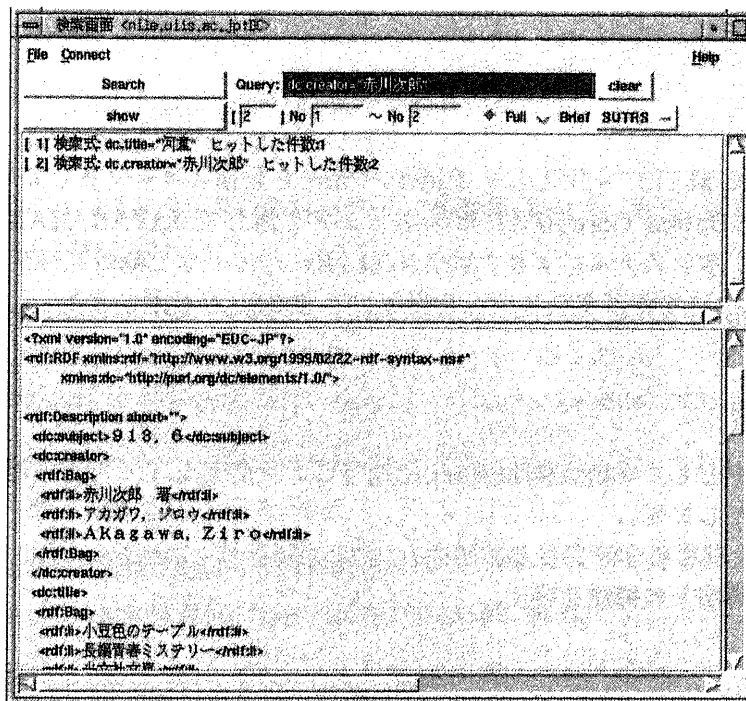 検索画面 <nile.ulis.ac.jp:DC>
File Connect Help
Search Query: dc.creator="赤川次郎" clear
show [ 2 ] No 1 ～ No 2 Full Brief SUTRS
[ 1] 検索式: dc.title="河童" ヒットした件数:1
[ 2] 検索式: dc.creator="赤川次郎" ヒットした件数:2
<?xml version="1.0" encoding="EUC-JP"?>
<rdf:RDF xmlns:rdf="http://www.w3.org/1999/02/22-rdf-syntax-ns#"
xmlns:dc="http://purl.org/dc/elements/1.0/">
<rdf:Description about="">
<dc:subject>９１３．６</dc:subject>
<dc:creator>
<rdf:Bag>
<rdf:li>赤川次郎　著</rdf:li>
<rdf:li>アカガワ，ジロウ</rdf:li>
<rdf:li>ＡＫａｇａｗａ，Ｚｉｒｏ</rdf:li>
</rdf:Bag>
</dc:creator>
<dc:title>
<rdf:Bag>
<rdf:li>小豆色のテーブル</rdf:li>
<rdf:li>長編青春ミステリー</rdf:li>